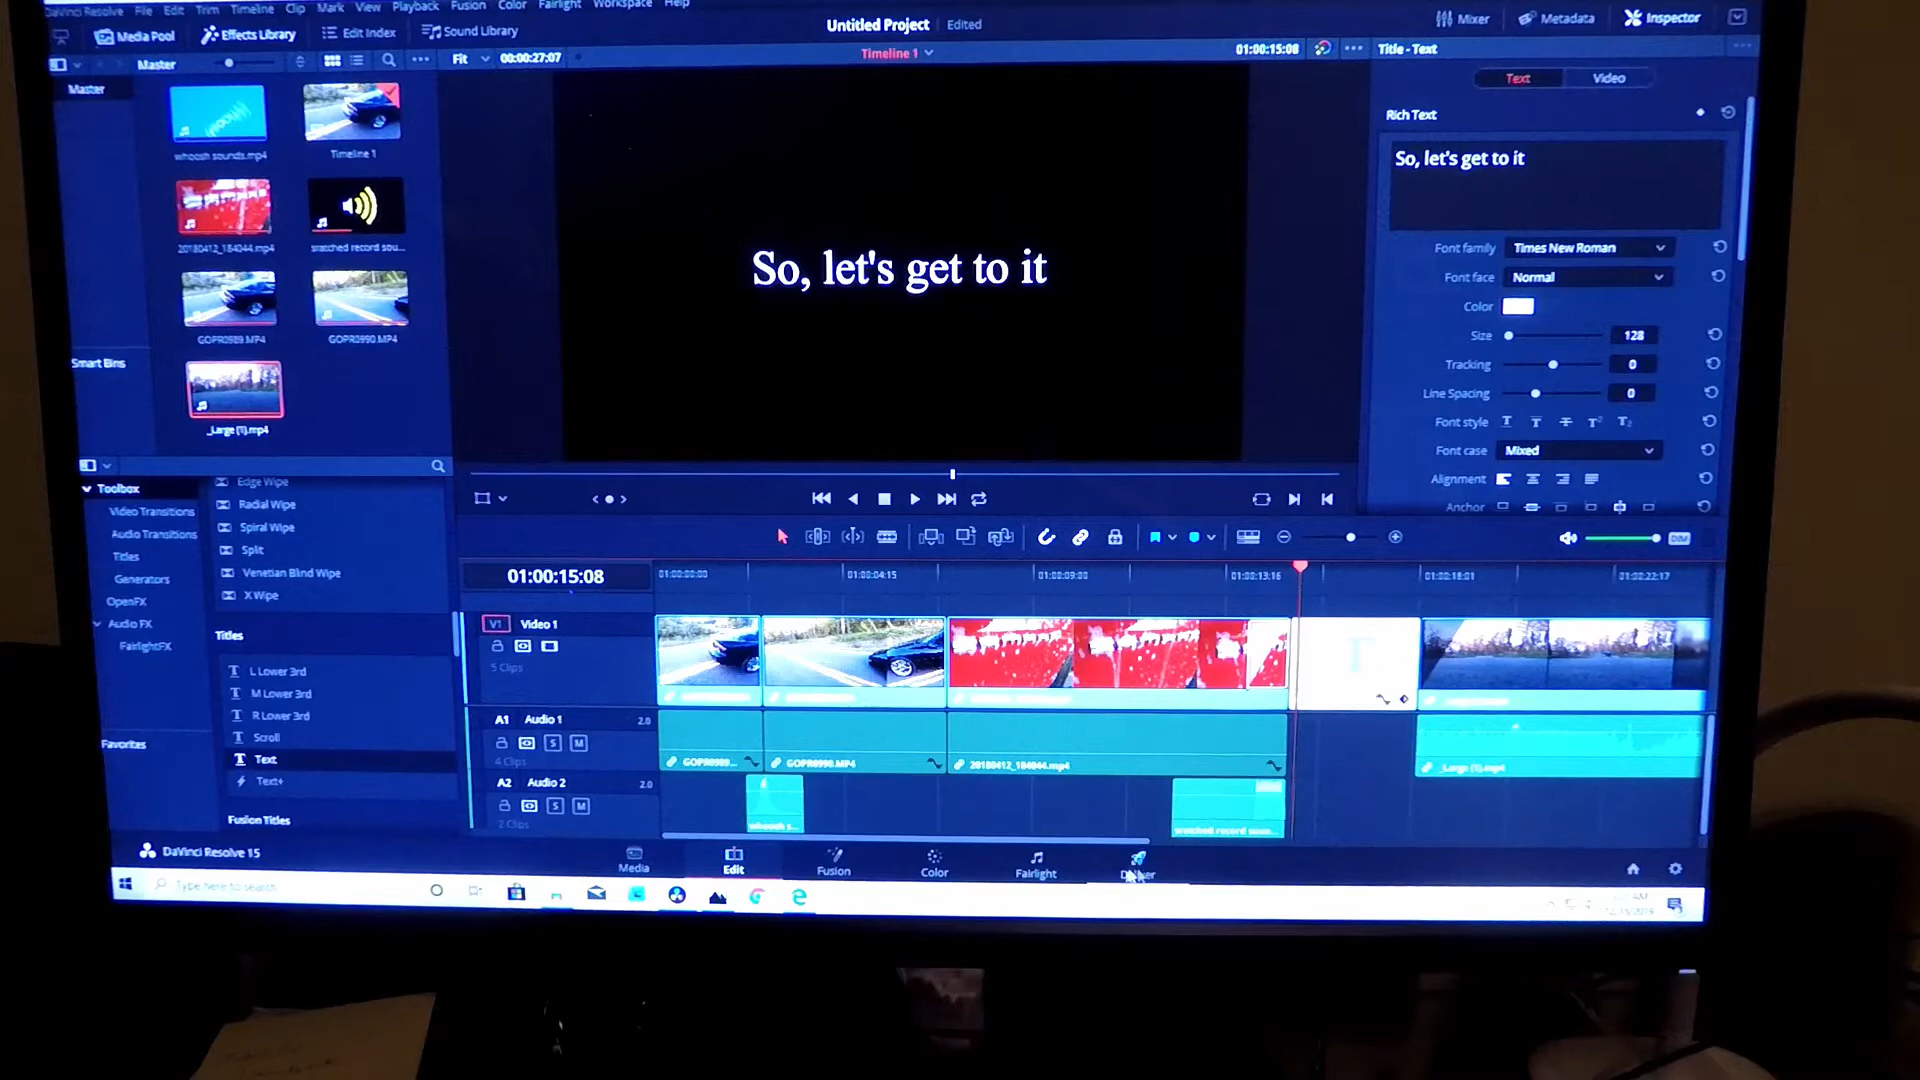 DaVinci Resolve File Edit Trim Timeline Clip Mark View Playback Fusion Color Fairlight Workspace Help
Media Pool Effects Library Edit Index Sound Library Untitled Project Edited Mixer Metadata Inspector
Master Fit 00:00:27:07 Timeline 1 01:00:15:08 Title - Text
Master
Text Video
Rich Text
So, let's get to it
whoosh sounds.mp4 Timeline 1
20180412_184044.mp4 sratched record sou...
GOPR0989.MP4 GOPR0990.MP4
Smart Bins
_Large (1).mp4
So, let's get to it
Font family Times New Roman
Font face Normal
Color
Size 128
Tracking 0
Line Spacing 0
Font style
Font case Mixed
Alignment
Anchor
Toolbox
Video Transitions
Audio Transitions
Titles
Generators
OpenFX
Audio FX
FairlightFX
Favorites
Edge Wipe
Radial Wipe
Spiral Wipe
Split
Venetian Blind Wipe
X Wipe
Titles
L Lower 3rd
M Lower 3rd
R Lower 3rd
Scroll
Text
Text+
Fusion Titles
DIM
01:00:15:08 01:00:00:00 01:00:04:15 01:00:09:00 01:00:13:16 01:00:18:01 01:00:22:17
V1 Video 1
5 Clips
A1 Audio 1 2.0
S M
4 Clips
GOPR0989... GOPR0990.MP4 20180412_184044.mp4 _Large (1).mp4
A2 Audio 2 2.0
S M
2 Clips
whoosh s... sratched record soun...
DaVinci Resolve 15
Media Edit Fusion Color Fairlight Deliver
Type here to search